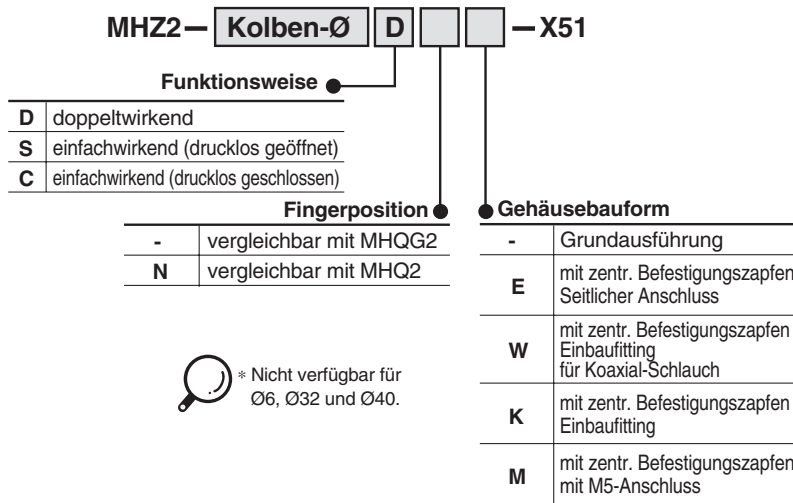 MHZ2 — Kolben-Ø D — X51
Funktionsweise
D doppeltwirkend
S einfachwirkend (drucklos geöffnet)
C einfachwirkend (drucklos geschlossen)
Fingerposition
- vergleichbar mit MHQG2
N vergleichbar mit MHQ2
Gehäusebauform
- Grundausführung
E mit zentr. Befestigungszapfen
Seitlicher Anschluss
W mit zentr. Befestigungszapfen
Einbaufitting
für Koaxial-Schlauch
K mit zentr. Befestigungszapfen
Einbaufitting
M mit zentr. Befestigungszapfen
mit M5-Anschluss
* Nicht verfügbar für
Ø6, Ø32 und Ø40.